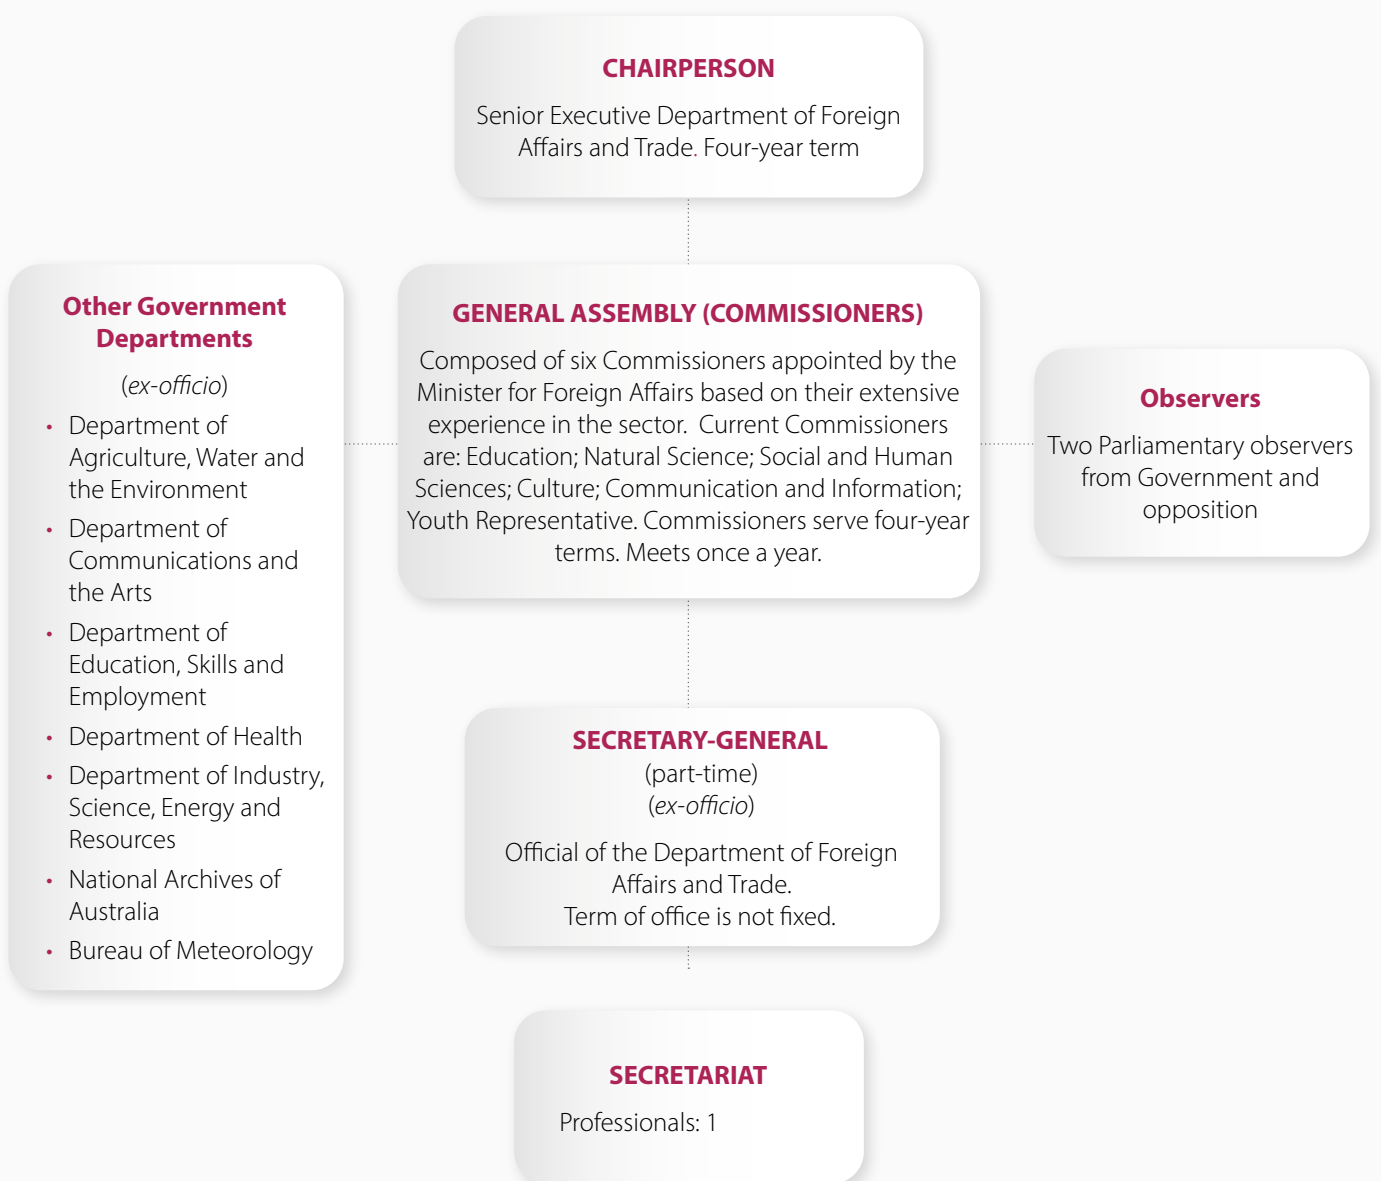 CHAIRPERSON
Senior Executive Department of Foreign
Affairs and Trade. Four-year term
Other Government
Departments
(ex-officio)
• Department of
Agriculture, Water and
the Environment
• Department of
Communications and
the Arts
• Department of
Education, Skills and
Employment
• Department of Health
• Department of Industry,
Science, Energy and
Resources
• National Archives of
Australia
• Bureau of Meteorology
GENERAL ASSEMBLY (COMMISSIONERS)
Composed of six Commissioners appointed by the
Minister for Foreign Affairs based on their extensive
experience in the sector.  Current Commissioners
are: Education; Natural Science; Social and Human
Sciences; Culture; Communication and Information;
Youth Representative. Commissioners serve four-year
terms. Meets once a year.
Observers
Two Parliamentary observers
from Government and
opposition
SECRETARY-GENERAL
(part-time)
(ex-officio)
Official of the Department of Foreign
Affairs and Trade.
Term of office is not fixed.
SECRETARIAT
Professionals: 1